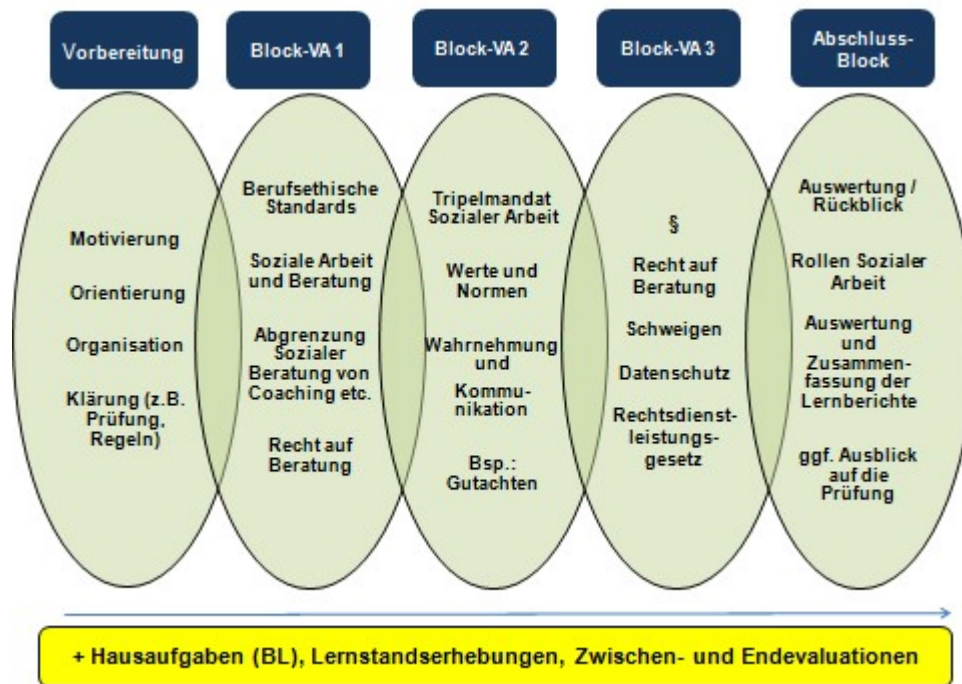 Vorbereitung
Block-VA 1
Block-VA 2
Block-VA 3
Abschluss-
Block
Motivierung
Orientierung
Organisation
Klärung (z.B.
Prüfung,
Regeln)
Berufsethische
Standards
Soziale Arbeit
und Beratung
Abgrenzung
Sozialer
Beratung von
Coaching etc.
Recht auf
Beratung
Tripelmandat
Sozialer Arbeit
Werte und
Normen
Wahrnehmung
und
Kommu-
nikation
Bsp.:
Gutachten
§
Recht auf
Beratung
Schweigen
Datenschutz
Rechtsdienst-
leistungs-
gesetz
Auswertung /
Rückblick
Rollen Sozialer
Arbeit
Auswertung
und
Zusammen-
fassung der
Lernberichte
ggf. Ausblick
auf die
Prüfung
+ Hausaufgaben (BL), Lernstandserhebungen, Zwischen- und Endevaluationen